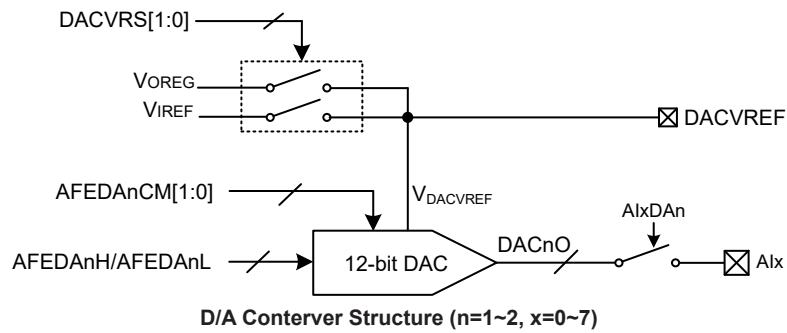 DACVRS[1:0]
VOREG
VIREF
DACVREF
AFEDAnCM[1:0]
VDACVREF
AIxDAn
AFEDAnH/AFEDAnL
12-bit DAC
DACnO
AIx
D/A Conterver Structure (n=1~2, x=0~7)